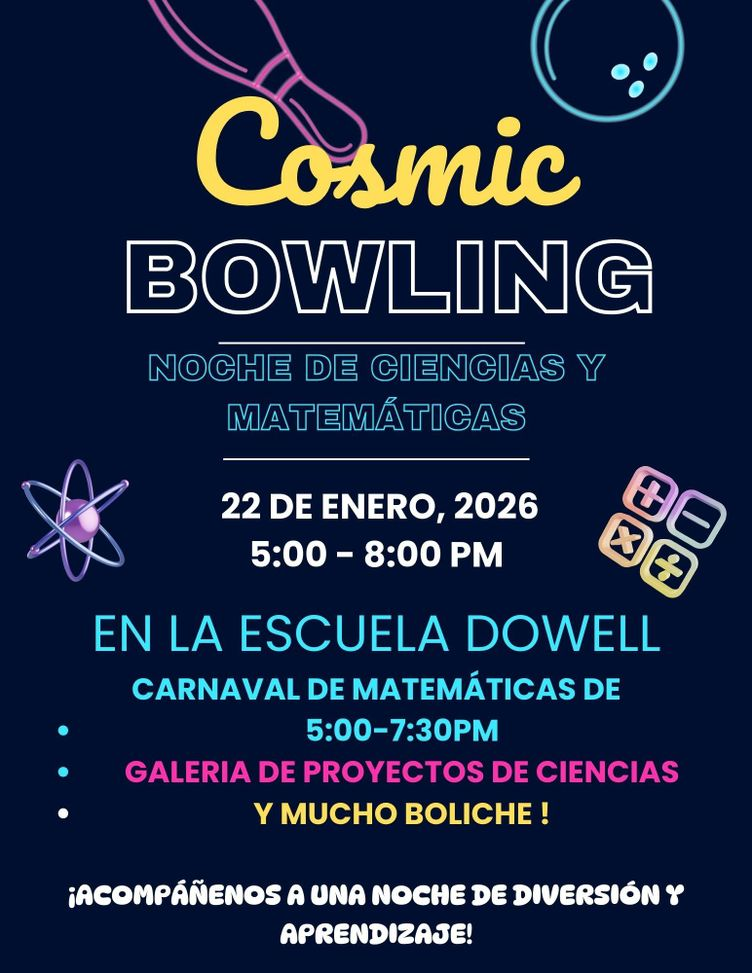 Cosmic
BOWLING
NOCHE DE CIENCIAS Y
MATEMÁTICAS
22 DE ENERO, 2026
5:00 - 8:00 PM
EN LA ESCUELA DOWELL
CARNAVAL DE MATEMÁTICAS DE
• 5:00-7:30PM
• GALERIA DE PROYECTOS DE CIENCIAS
• Y MUCHO BOLICHE !
¡ACOMPÁÑENOS A UNA NOCHE DE DIVERSIÓN Y
APRENDIZAJE!